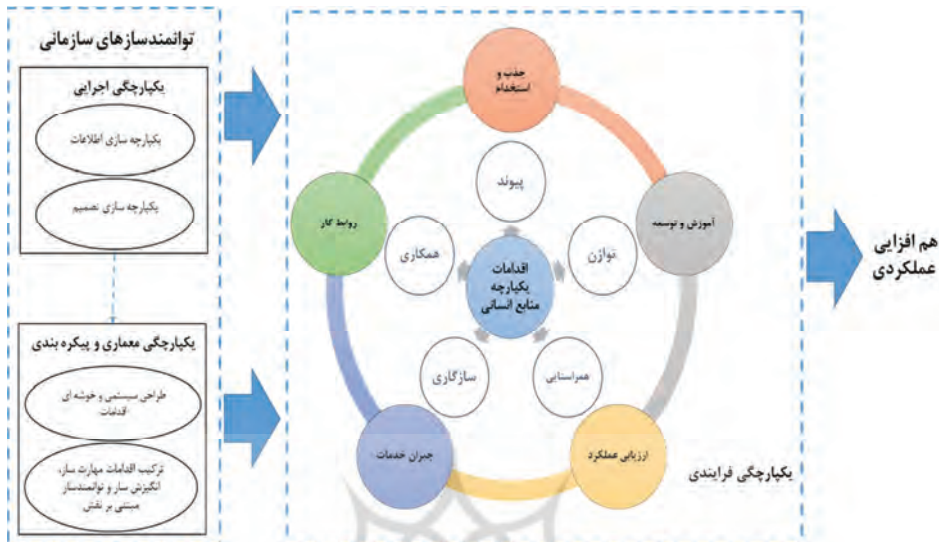 توانمندسازهای سازمانی
یکپارچگی اجرایی
یکپارچه سازی اطلاعات
یکپارچه سازی تصمیم
یکپارچگی معماری و پیکره بندی
طراحی سیستمی و خوشه ای
اقدامات
ترکیب اقدامات مهارت ساز،
انگیزش ساز و توانمندساز
مبتنی بر نقش
جذب و
استخدام
آموزش و توسعه
ارزیابی عملکرد
جبران خدمات
روابط کار
پیوند
توازن
همراستایی
سازگاری
همکاری
اقدامات
یکپارچه
منابع انسانی
یکپارچگی فرایندی
هم افزایی
عملکردی